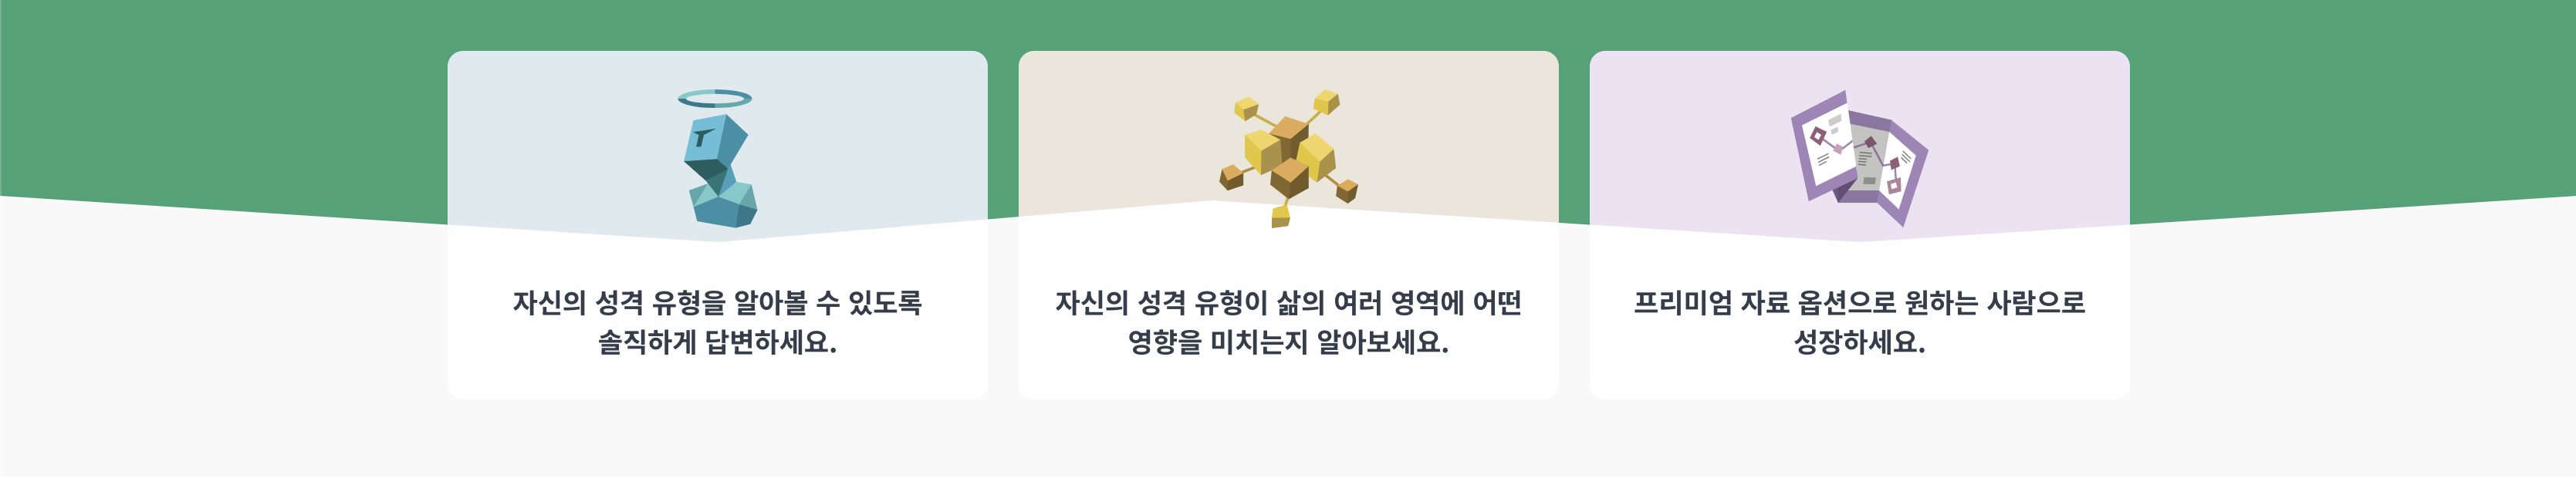 자신의 성격 유형을 알아볼 수 있도록
솔직하게 답변하세요.
자신의 성격 유형이 삶의 여러 영역에 어떤
영향을 미치는지 알아보세요.
프리미엄 자료 옵션으로 원하는 사람으로
성장하세요.